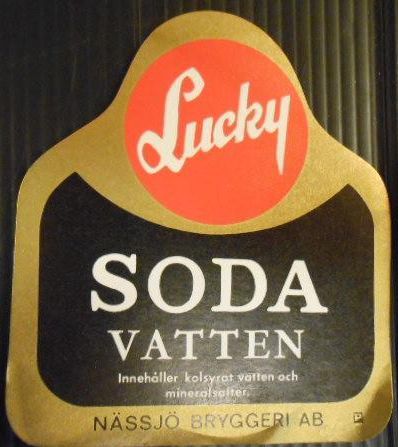 Lucky
SODA
VATTEN
Innehåller kolsyrat vatten och
mineralsalter.
NÄSSJÖ BRYGGERI AB